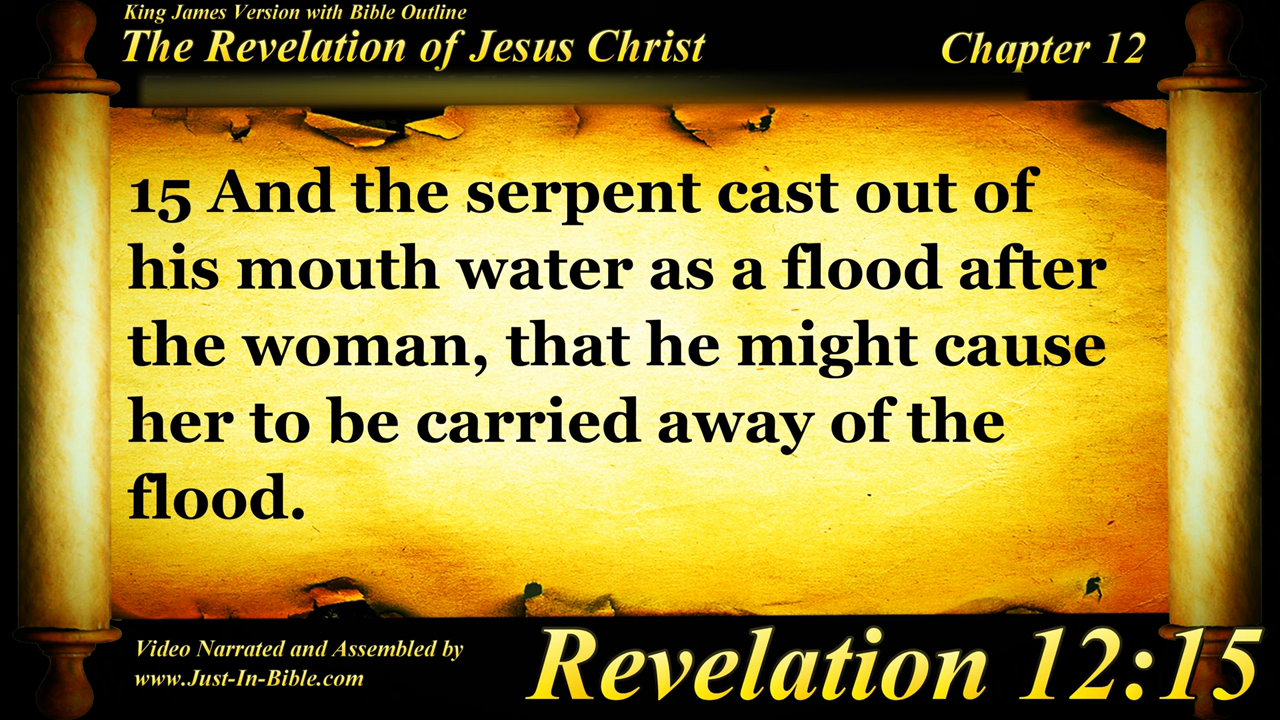 King James Version with Bible Outline
The Revelation of Jesus Christ
Chapter 12
15 And the serpent cast out of
his mouth water as a flood after
the woman, that he might cause
her to be carried away of the
flood.
Video Narrated and Assembled by
www.Just-In-Bible.com
Revelation 12:15